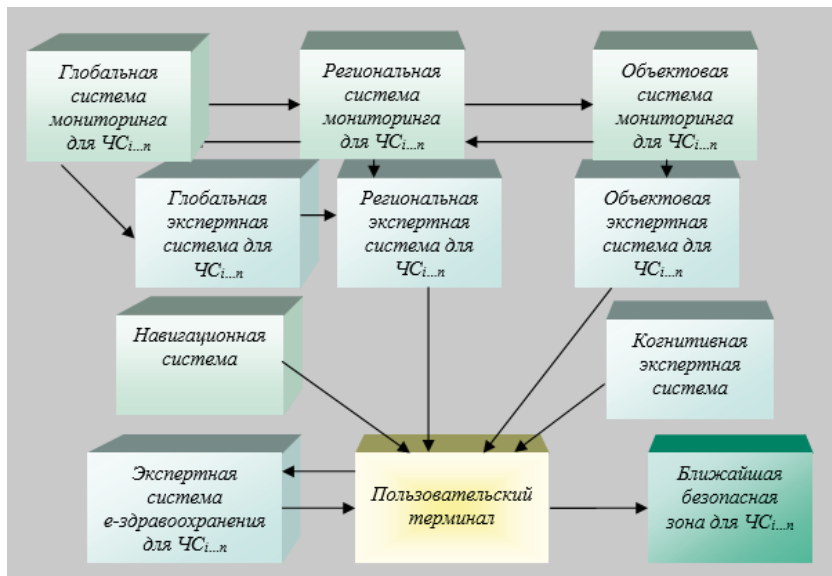 Глобальная
система
мониторинга
для ЧСi...n
Региональная
система
мониторинга
для ЧСi...n
Объектовая
система
мониторинга
для ЧСi...n
Глобальная
экспертная
система для
ЧСi...n
Региональная
экспертная
система для
ЧСi...n
Объектовая
экспертная
система для
ЧСi...n
Навигационная
система
Когнитивная
экспертная
система
Экспертная
система
е-здравоохранения
для ЧСi...n
Пользовательский
терминал
Ближайшая
безопасная
зона для ЧСi...n